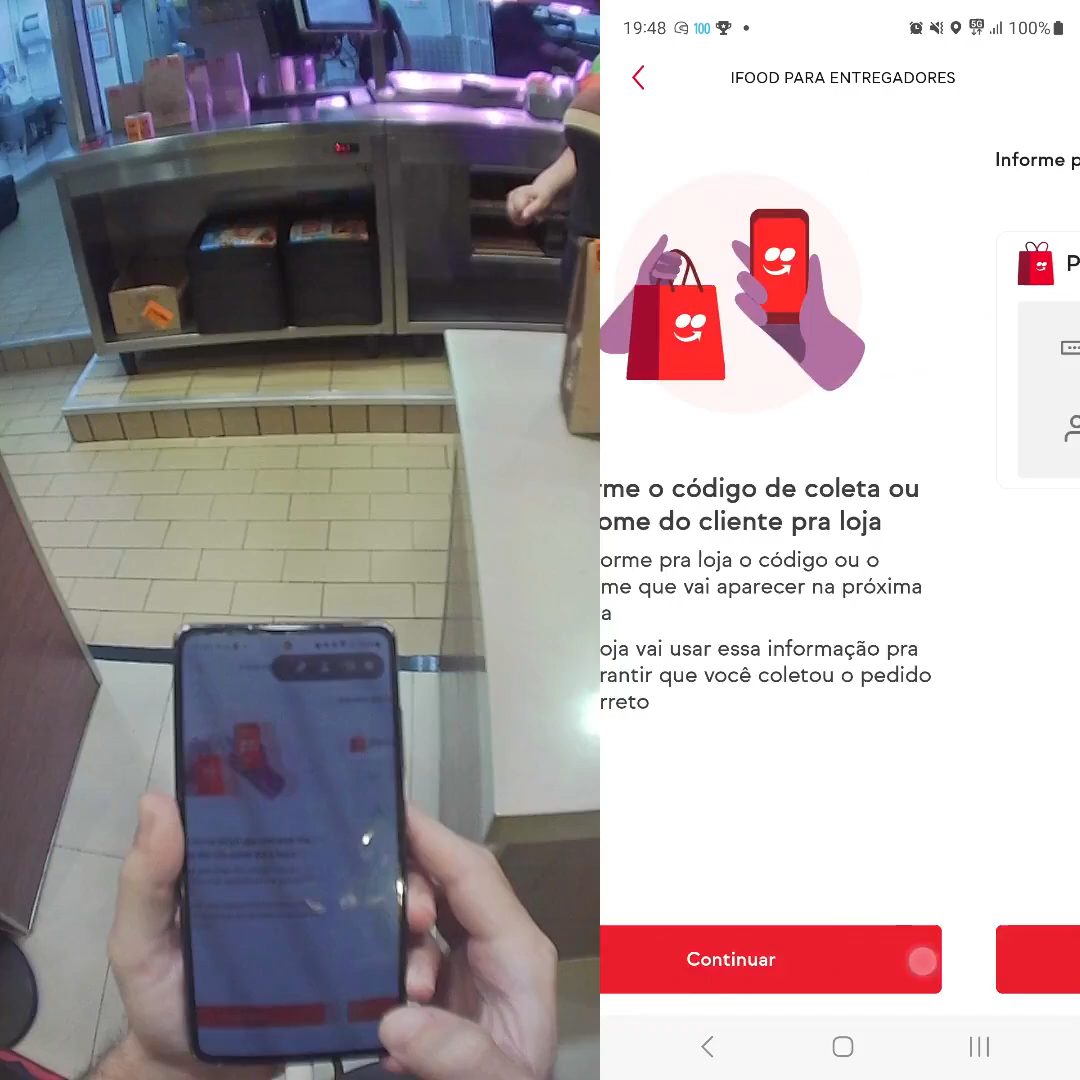 19:48
100
5G
100%
IFOOD PARA ENTREGADORES
Informe p
P
rme o código de coleta ou
ome do cliente pra loja
orme pra loja o código ou o
me que vai aparecer na próxima
a
oja vai usar essa informação pra
rantir que você coletou o pedido
rreto
Continuar